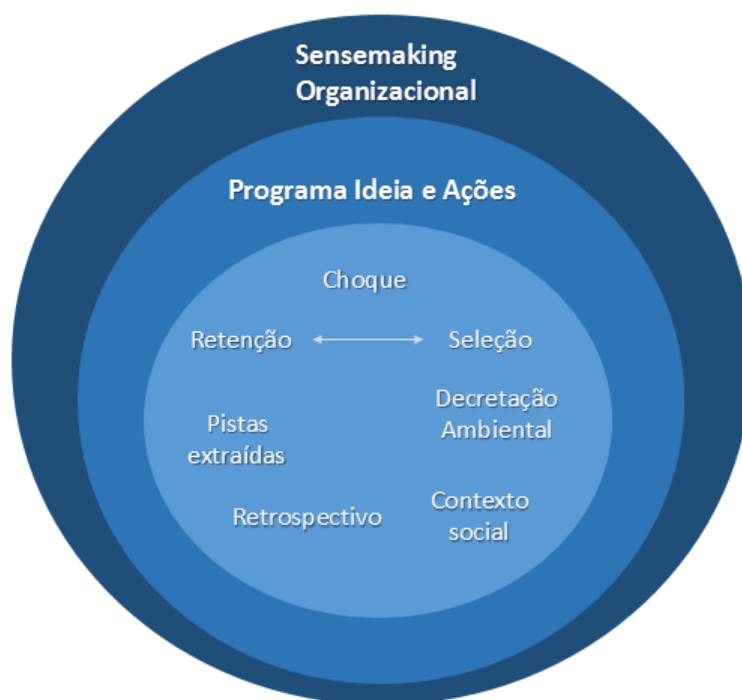 Sensemaking
Organizacional
Programa Ideia e Ações
Choque
Retenção
Seleção
Decretação
Ambiental
Pistas
extraídas
Retrospectivo
Contexto
social